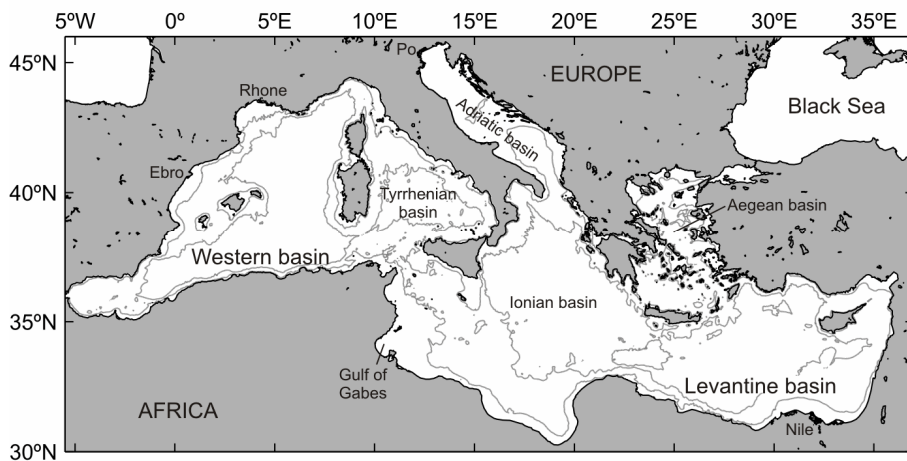 5ºW 0º 5ºE 10ºE 15ºE 20ºE 25ºE 30ºE 35ºE
45ºN
Po
EUROPE
Rhone
Black Sea
Adriatic basin
Ebro
40ºN
Tyrrhenian
basin
Aegean basin
Western basin
Ionian basin
35ºN
Gulf of
Gabes
Levantine basin
AFRICA
Nile
30ºN